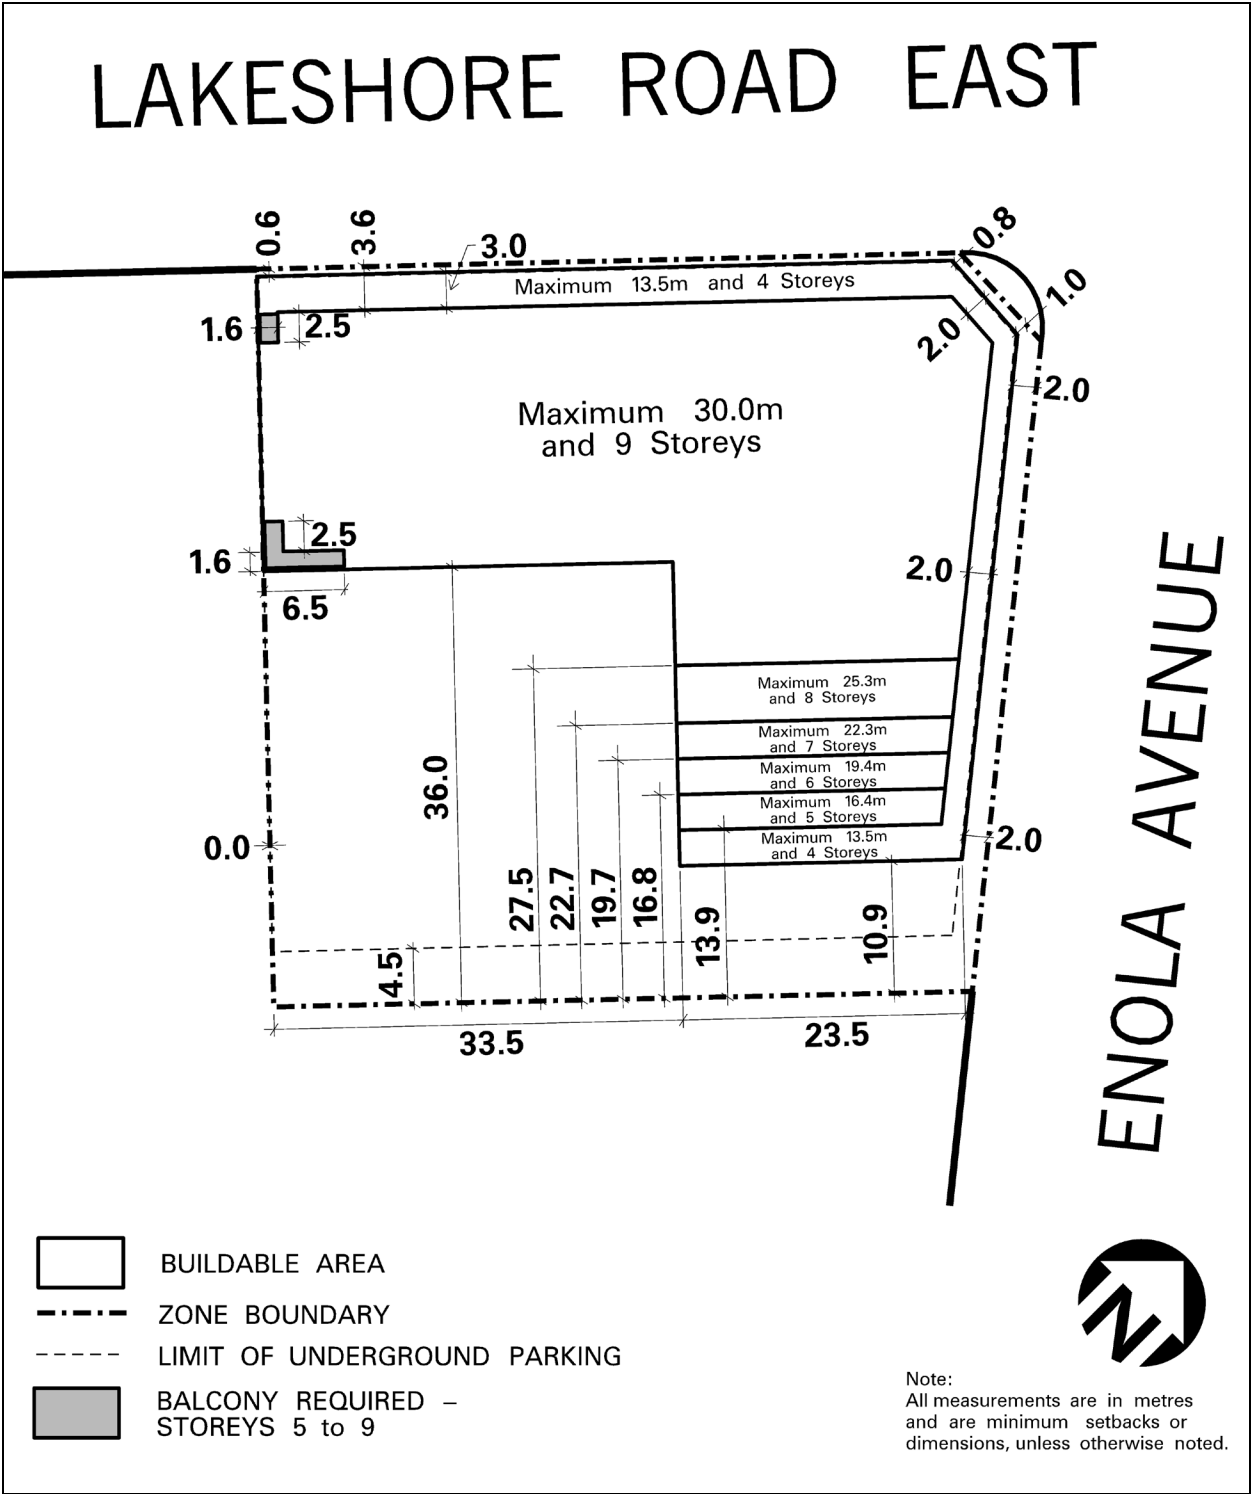 LAKESHORE ROAD EAST
0.6
3.6
3.0
0.8
Maximum 13.5m and 4 Storeys
1.0
1.6
2.5
2.0
2.0
Maximum 30.0m
and 9 Storeys
2.5
1.6
2.0
6.5
ENOLA AVENUE
Maximum 25.3m
and 8 Storeys
Maximum 22.3m
and 7 Storeys
Maximum 19.4m
and 6 Storeys
36.0
Maximum 16.4m
and 5 Storeys
Maximum 13.5m
and 4 Storeys
0.0
2.0
27.5
22.7
19.7
16.8
13.9
10.9
4.5
33.5
23.5
BUILDABLE AREA
ZONE BOUNDARY
LIMIT OF UNDERGROUND PARKING
BALCONY REQUIRED –
STOREYS 5 to 9
N
Note:
All measurements are in metres
and are minimum setbacks or
dimensions, unless otherwise noted.